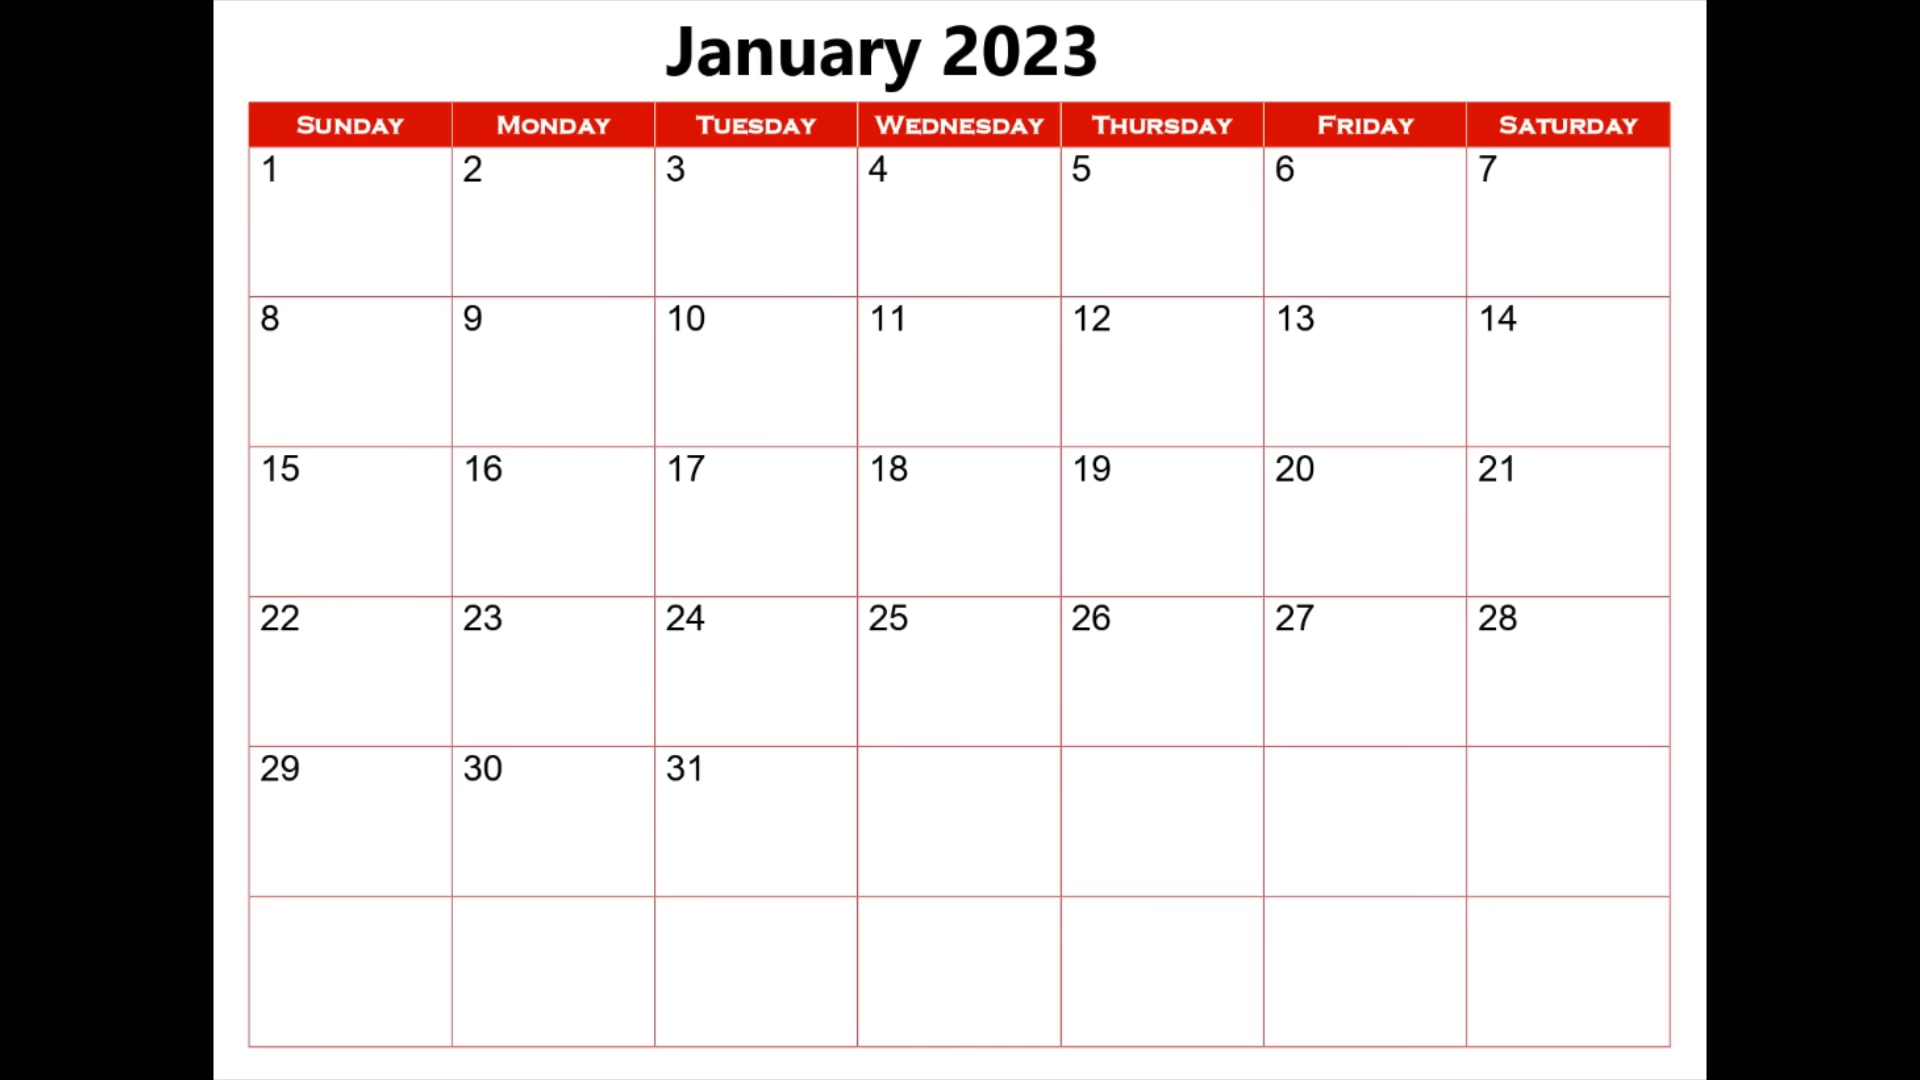 January 2023
SUNDAY MONDAY TUESDAY WEDNESDAY THURSDAY FRIDAY SATURDAY
1 2 3 4 5 6 7
8 9 10 11 12 13 14
15 16 17 18 19 20 21
22 23 24 25 26 27 28
29 30 31